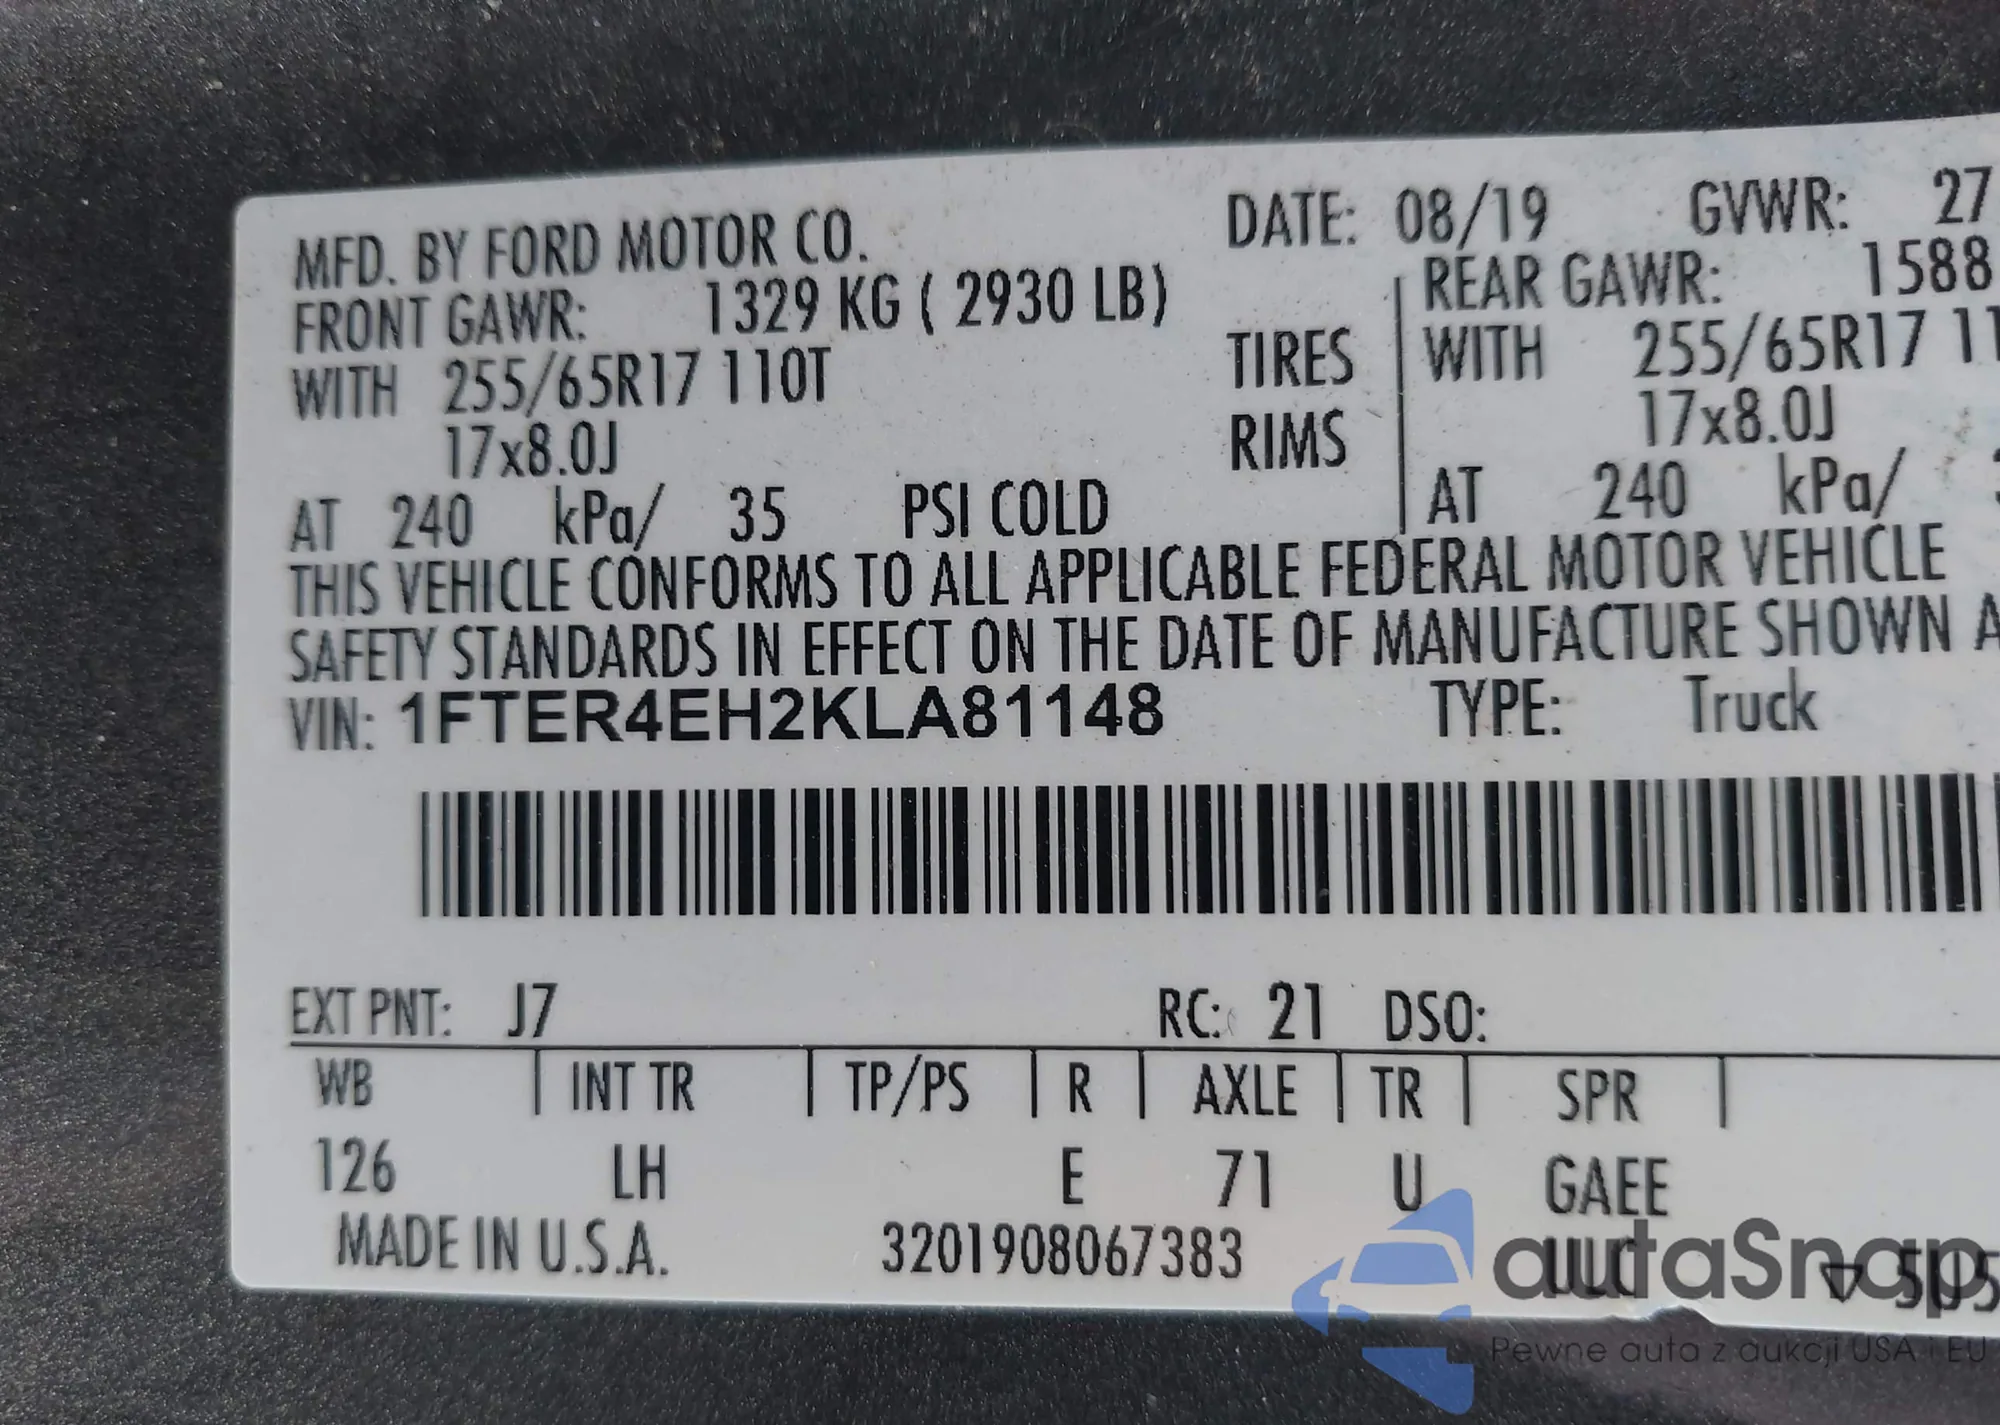 MFD. BY FORD MOTOR CO. DATE: 08/19 GVWR: 27
FRONT GAWR: 1329 KG ( 2930 LB) REAR GAWR: 1588
WITH 255/65R17 110T TIRES WITH 255/65R17 11
17x8.0J RIMS 17x8.0J
AT 240 kPa/ 35 PSI COLD AT 240 kPa/
THIS VEHICLE CONFORMS TO ALL APPLICABLE FEDERAL MOTOR VEHICLE
SAFETY STANDARDS IN EFFECT ON THE DATE OF MANUFACTURE SHOWN A
VIN: 1FTER4EH2KLA81148 TYPE: Truck
EXT PNT: J7 RC: 21 DSO:
WB INT TR TP/PS R AXLE TR SPR
126 LH E 71 U GAEE
MADE IN U.S.A. 3201908067383
autaSnap
Pewne auta z aukcji USA i EU